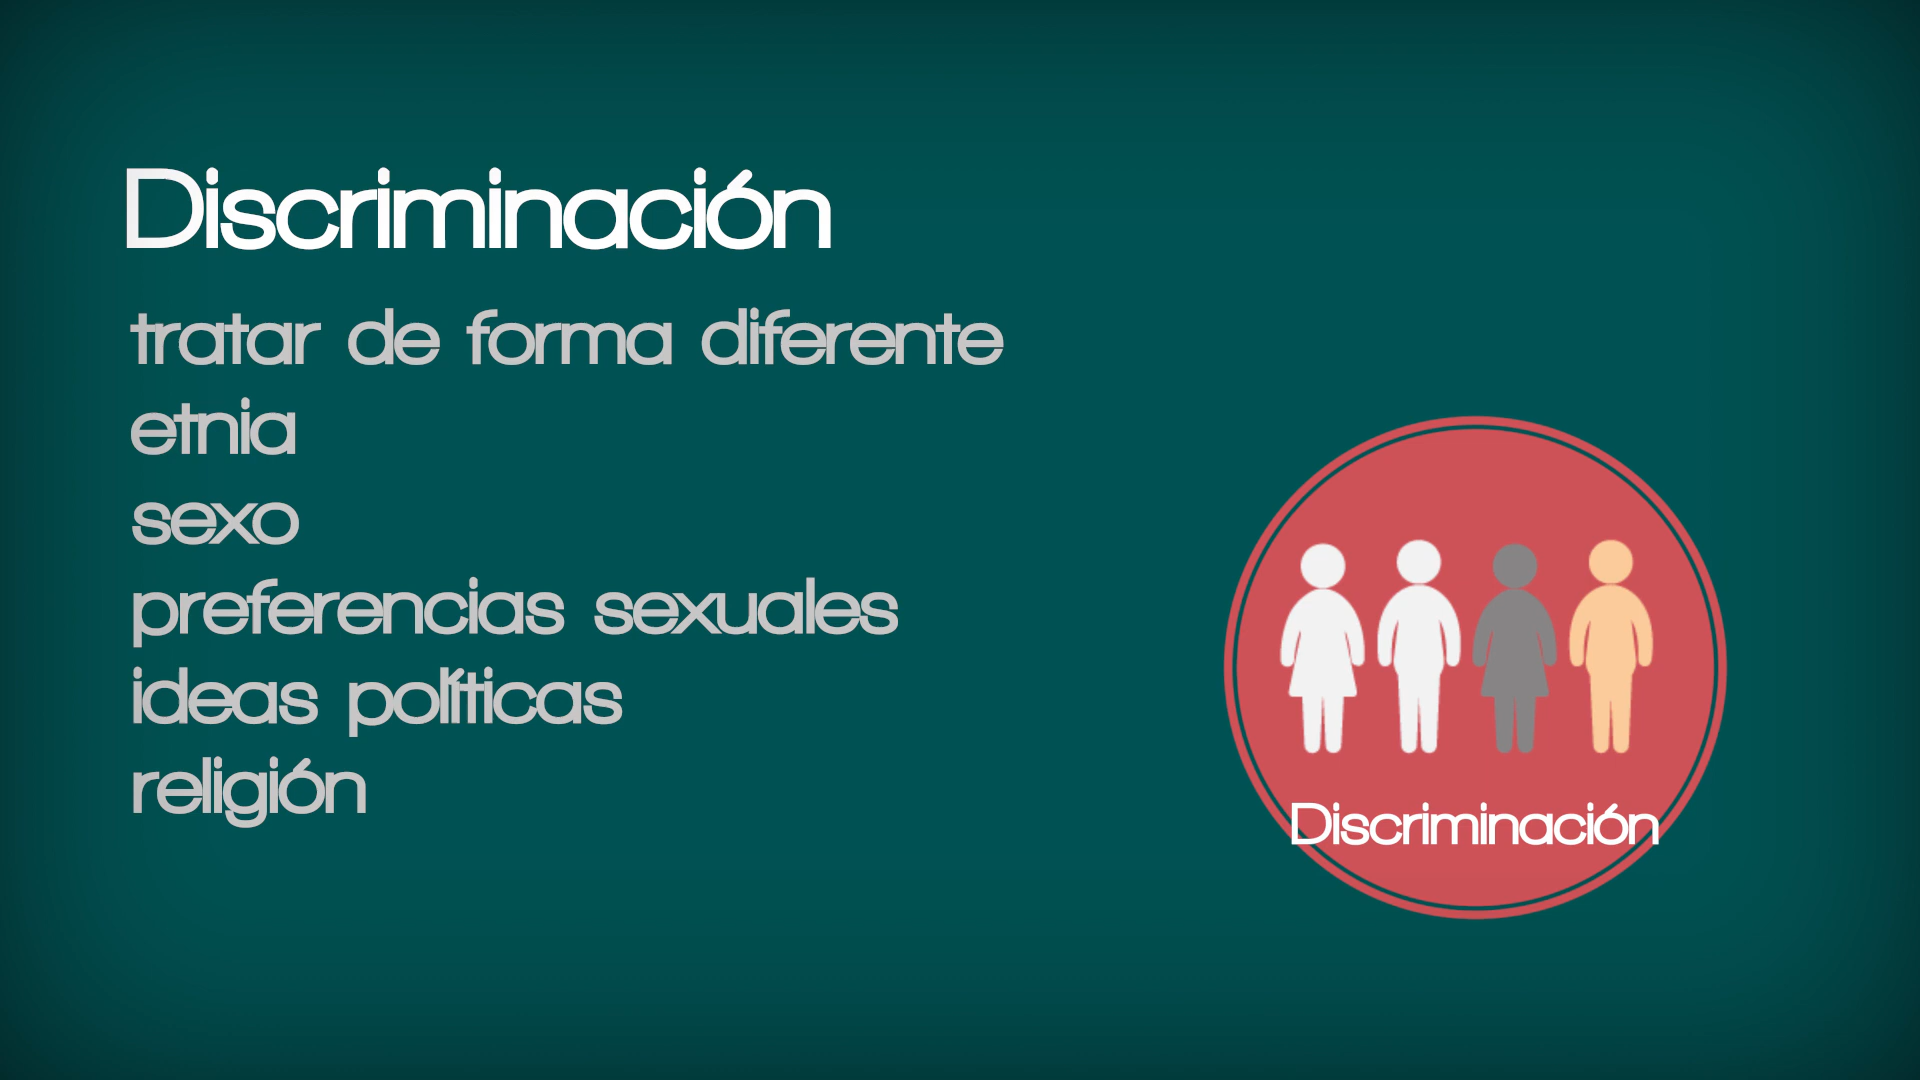 Discriminación
tratar de forma diferente
etnia
sexo
preferencias sexuales
ideas políticas
religión
Discriminación